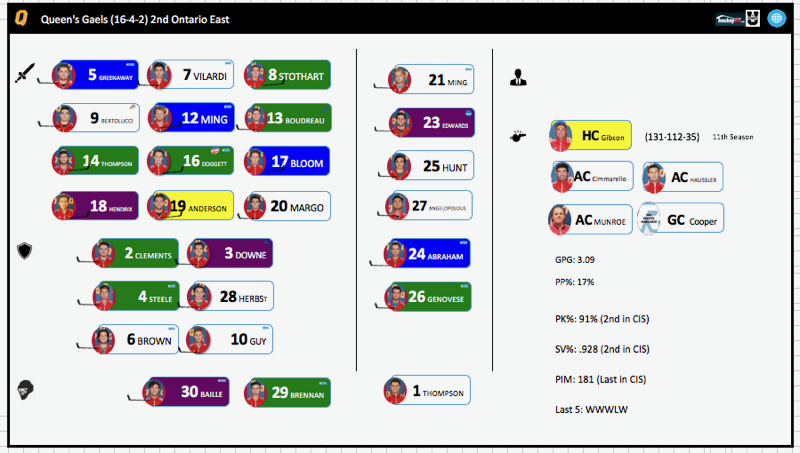 Q Queen's Gaels (16-4-2) 2nd Ontario East
5 GREENAWAY 7 VILARDI 8 STOTHART
9 BERTOLUCCI 12 MING 13 BOUDREAU
14 THOMPSON 16 DOGGETT 17 BLOOM
18 HENDRIX 19 ANDERSON 20 MARGO
2 CLEMENTS 3 DOWNE
4 STEELE 28 HERBST
6 BROWN 10 GUY
30 BAILLE 29 BRENNAN
21 MING
23 EDWARDS
25 HUNT
27 ANGELOPOLOUS
24 ABRAHAM
26 GENOVESE
1 THOMPSON
HC Gibson (131-112-35) 11th Season
AC Cimmarello AC HAUSSLER
AC MUNROE GC Cooper
GPG: 3.09
PP%: 17%
PK%: 91% (2nd in CIS)
SV%: .928 (2nd in CIS)
PIM: 181 (Last in CIS)
Last 5: WWWLW